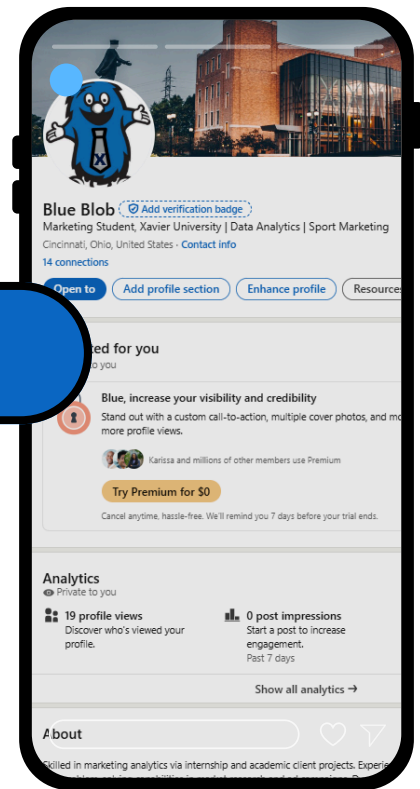 X
Blue Blob Add verification badge
Marketing Student, Xavier University | Data Analytics | Sport Marketing
Cincinnati, Ohio, United States · Contact info
14 connections
Open to Add profile section Enhance profile Resources
ted for you
to you
Blue, increase your visibility and credibility
Stand out with a custom call-to-action, multiple cover photos, and mo
more profile views.
Karissa and millions of other members use Premium
Try Premium for $0
Cancel anytime, hassle-free. We'll remind you 7 days before your trial ends.
Analytics
Private to you
19 profile views
Discover who's viewed your
profile.
0 post impressions
Start a post to increase
engagement.
Past 7 days
Show all analytics →
About
Skilled in marketing analytics via internship and academic client projects. Experie